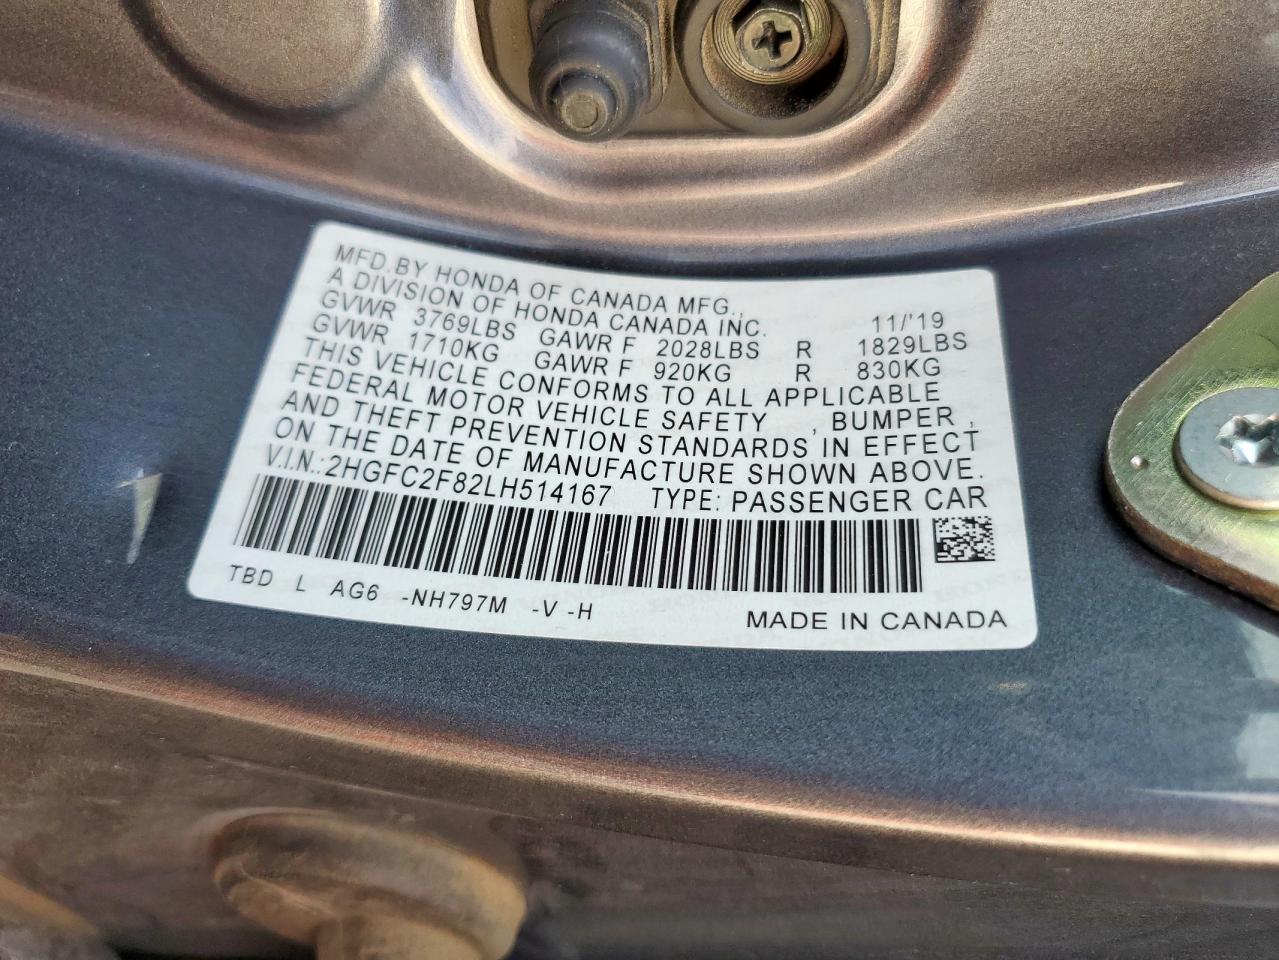 MFD. BY HONDA OF CANADA MFG.,
A DIVISION OF HONDA CANADA INC. 11/'19
GVWR 3769LBS GAWR F 2028LBS R 1829LBS
GVWR 1710KG GAWR F 920KG R 830KG
THIS VEHICLE CONFORMS TO ALL APPLICABLE
FEDERAL MOTOR VEHICLE SAFETY , BUMPER ,
AND THEFT PREVENTION STANDARDS IN EFFECT
ON THE DATE OF MANUFACTURE SHOWN ABOVE.
V.I.N.: 2HGFC2F82LH514167 TYPE: PASSENGER CAR
TBD L AG6 -NH797M -V -H MADE IN CANADA